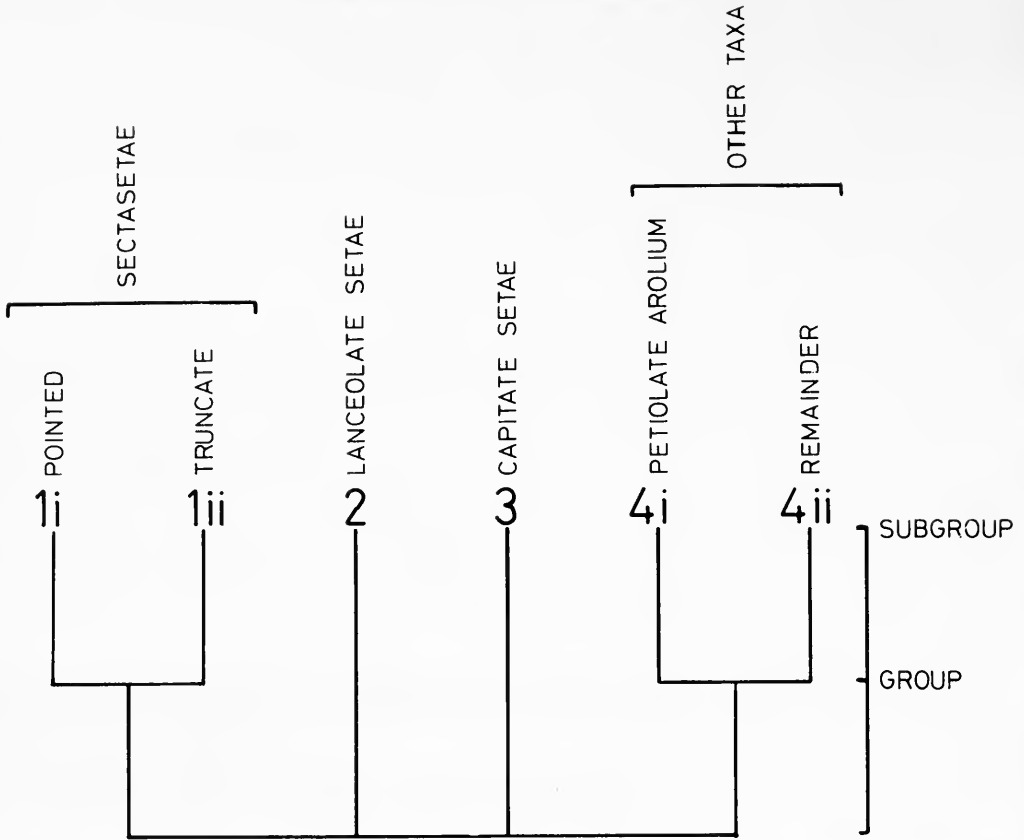 SECTASETAE
OTHER TAXA
POINTED
TRUNCATE
LANCEOLATE SETAE
CAPITATE SETAE
PETIOLATE AROLIUM
REMAINDER
1i
1ii
2
3
4i
4ii
SUBGROUP
GROUP